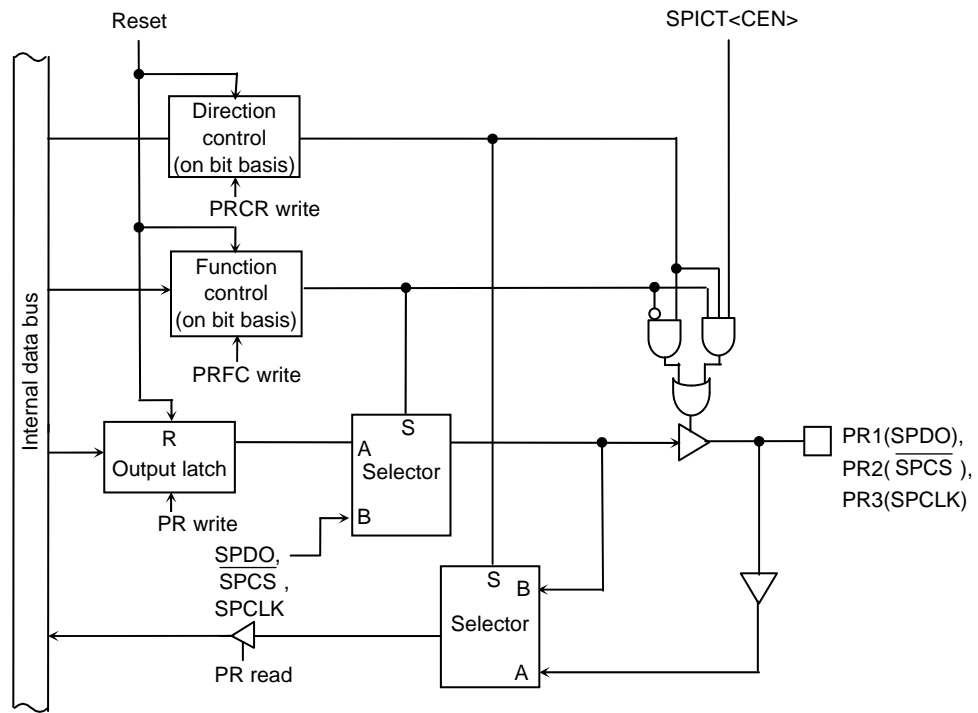 Reset
SPICT<CEN>
Internal data bus
Direction
control
(on bit basis)
PRCR write
Function
control
(on bit basis)
PRFC write
R
Output latch
PR write
S
A
Selector
B
SPDO,
SPCS ,
SPCLK
PR1(SPDO),
PR2( SPCS ),
PR3(SPCLK)
S
B
Selector
A
PR read